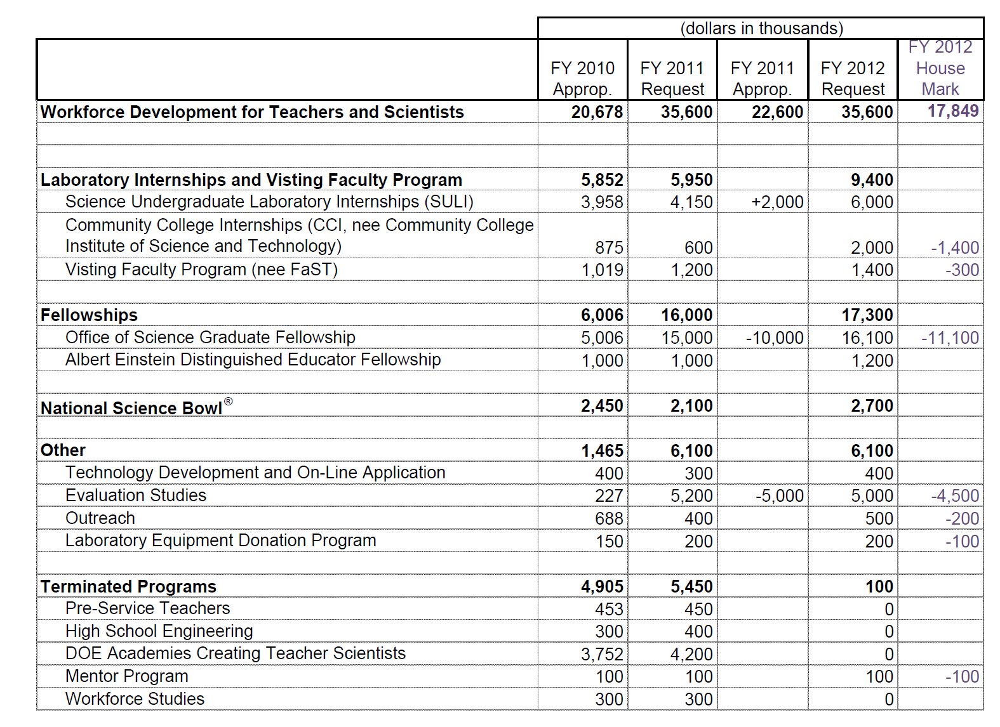 (dollars in thousands)
FY 2010 Approp. FY 2011 Request FY 2011 Approp. FY 2012 Request FY 2012 House Mark
Workforce Development for Teachers and Scientists 20,678 35,600 22,600 35,600 17,849
Laboratory Internships and Visting Faculty Program 5,852 5,950 9,400
Science Undergraduate Laboratory Internships (SULI) 3,958 4,150 +2,000 6,000
Community College Internships (CCI, nee Community College
Institute of Science and Technology) 875 600 2,000 -1,400
Visting Faculty Program (nee FaST) 1,019 1,200 1,400 -300
Fellowships 6,006 16,000 17,300
Office of Science Graduate Fellowship 5,006 15,000 -10,000 16,100 -11,100
Albert Einstein Distinguished Educator Fellowship 1,000 1,000 1,200
National Science Bowl® 2,450 2,100 2,700
Other 1,465 6,100 6,100
Technology Development and On-Line Application 400 300 400
Evaluation Studies 227 5,200 -5,000 5,000 -4,500
Outreach 688 400 500 -200
Laboratory Equipment Donation Program 150 200 200 -100
Terminated Programs 4,905 5,450 100
Pre-Service Teachers 453 450 0
High School Engineering 300 400 0
DOE Academies Creating Teacher Scientists 3,752 4,200 0
Mentor Program 100 100 100 -100
Workforce Studies 300 300 0